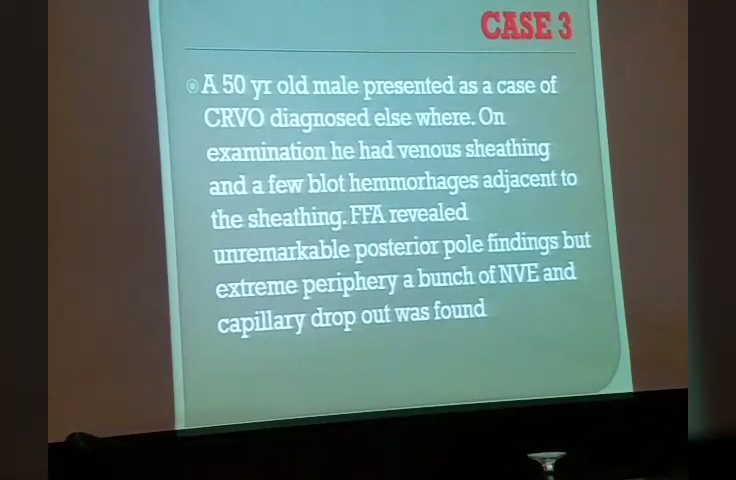 CASE 3
A 50 yr old male presented as a case of
CRVO diagnosed else where. On
examination he had venous sheathing
and a few blot hemmorhages adjacent to
the sheathing. FFA revealed
unremarkable posterior pole findings but
extreme periphery a bunch of NVE and
capillary drop out was found